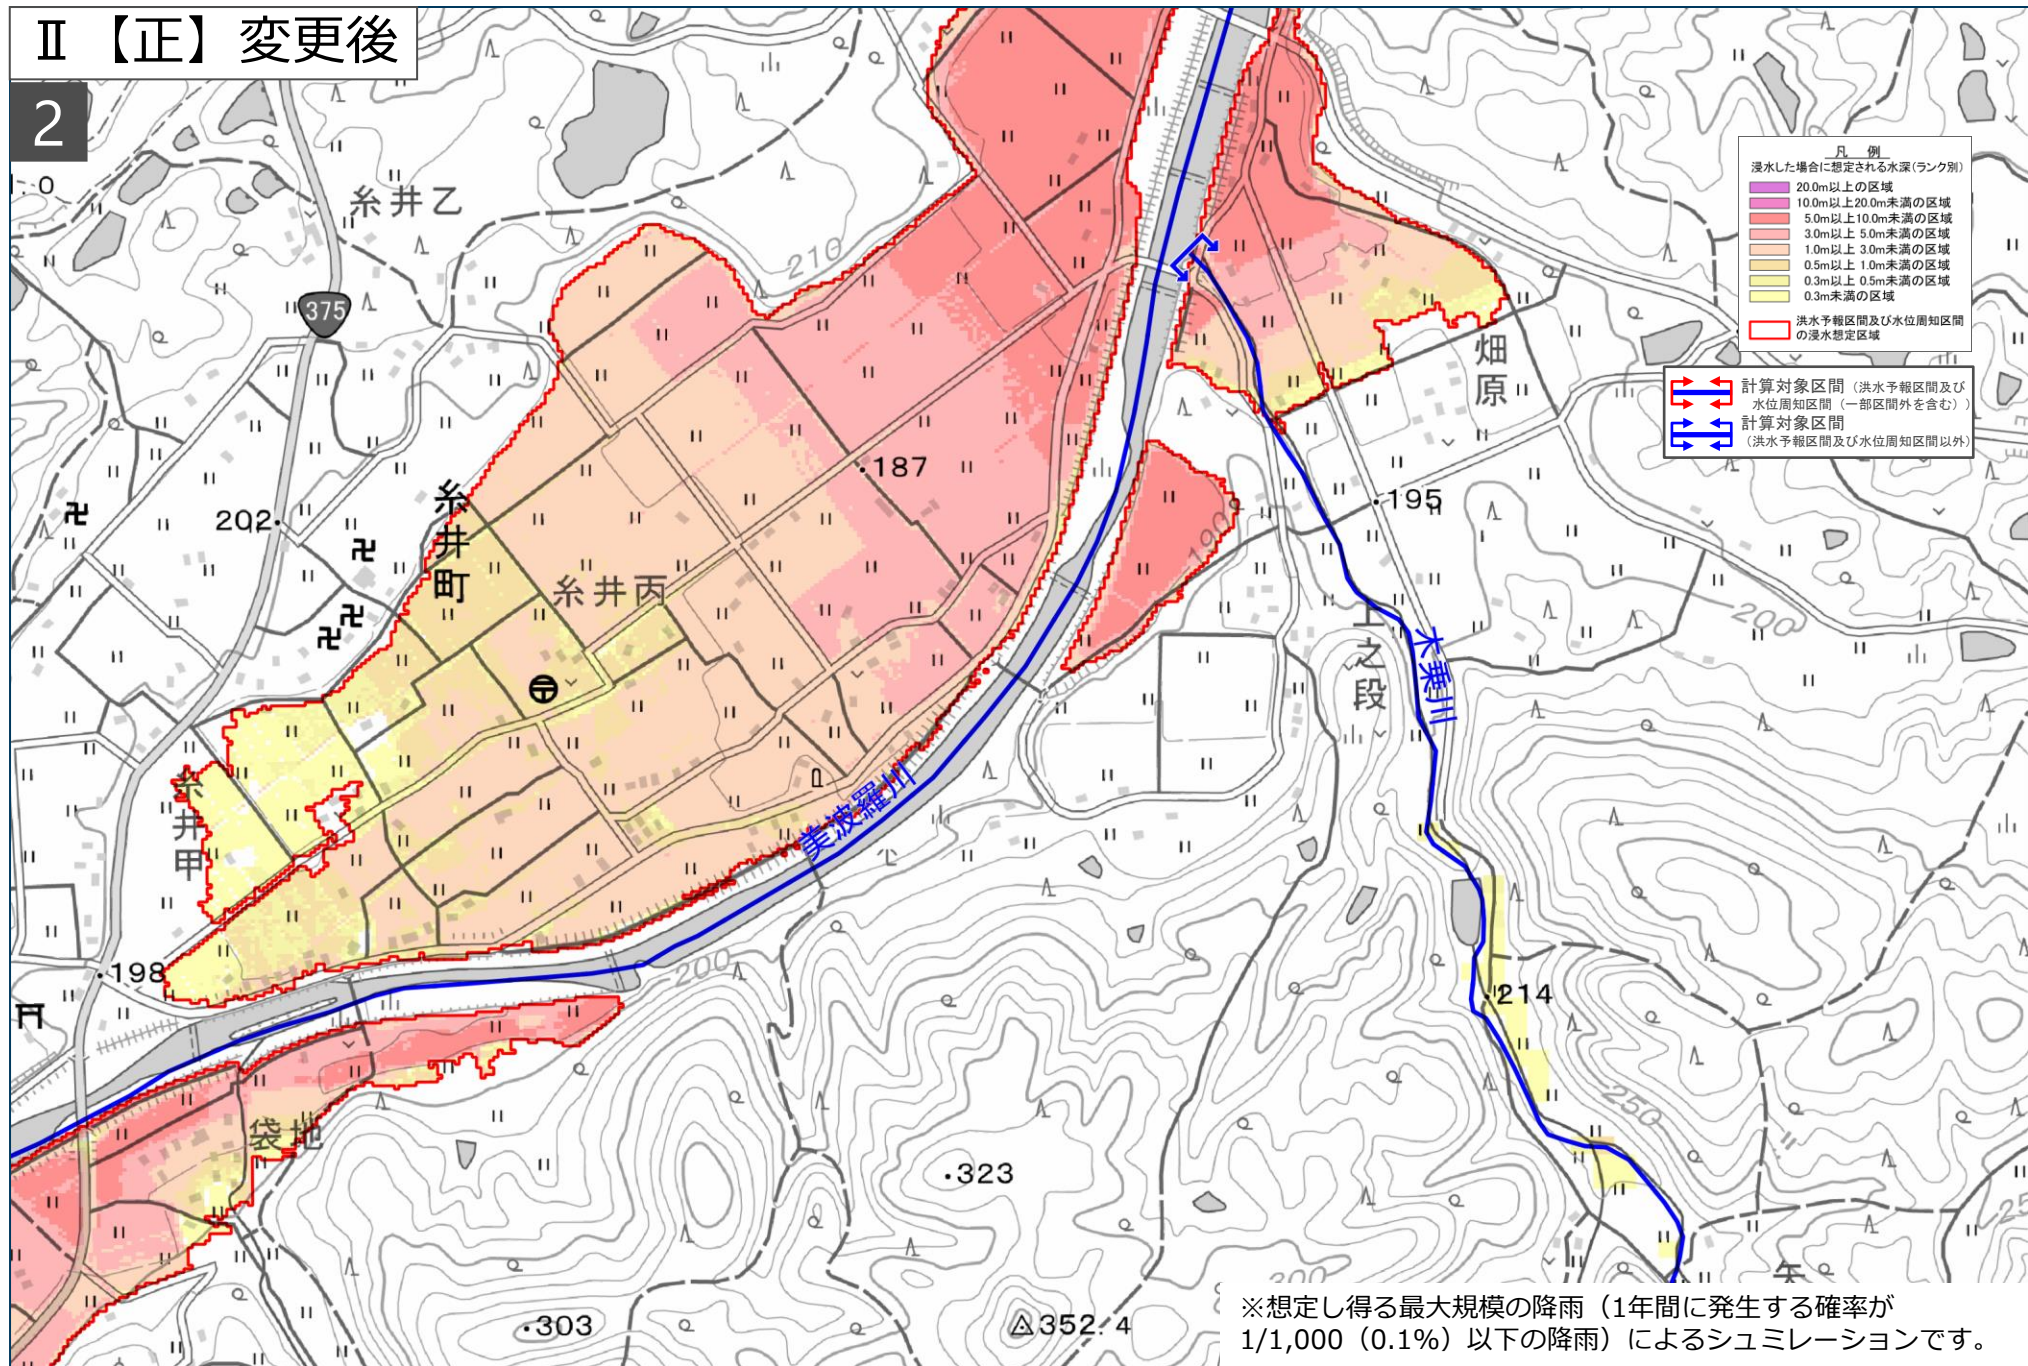 Ⅱ 【正】変更後
2
1.0
糸井乙
375
210
凡 例
浸水した場合に想定される水深(ランク別)
20.0m以上の区域
10.0m以上20.0m未満の区域
5.0m以上10.0m未満の区域
3.0m以上 5.0m未満の区域
1.0m以上 3.0m未満の区域
0.5m以上 1.0m未満の区域
0.3m以上 0.5m未満の区域
0.3m未満の区域
洪水予報区間及び水位周知区間
の浸水想定区域
計算対象区間(洪水予報区間及び
水位周知区間(一部区間外を含む))
計算対象区間
(洪水予報区間及び水位周知区間以外)
畑原
187
202
糸井町
195
190
糸井丙
200
上之段
木乗川
糸井甲
美波羅川
198
200
214
250
袋地
323
303
352.4
300
※想定し得る最大規模の降雨(1年間に発生する確率が
1/1,000(0.1%)以下の降雨)によるシュミレーションです。